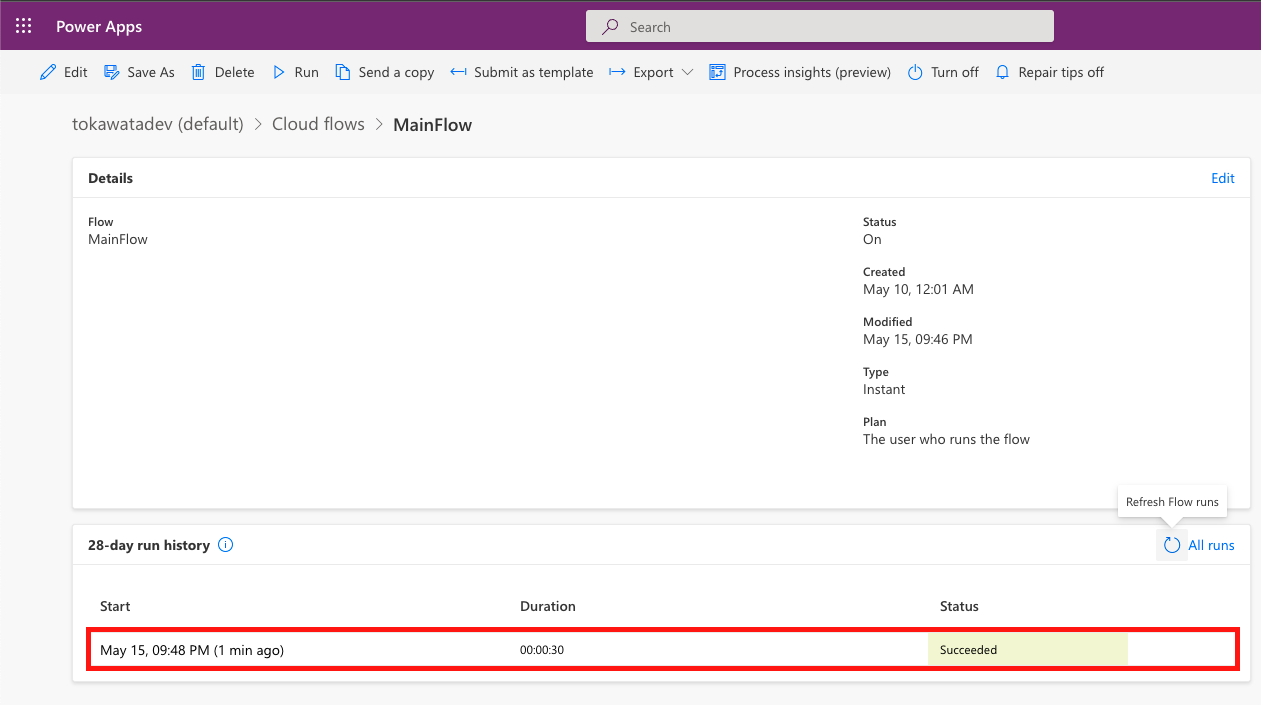 Power Apps
Search
Edit Save As Delete Run Send a copy Submit as template Export Process insights (preview) Turn off Repair tips off
tokawatadev (default) > Cloud flows > MainFlow
Details Edit
Flow
MainFlow
Status
On
Created
May 10, 12:01 AM
Modified
May 15, 09:46 PM
Type
Instant
Plan
The user who runs the flow
Refresh Flow runs
28-day run history All runs
Start Duration Status
May 15, 09:48 PM (1 min ago) 00:00:30 Succeeded